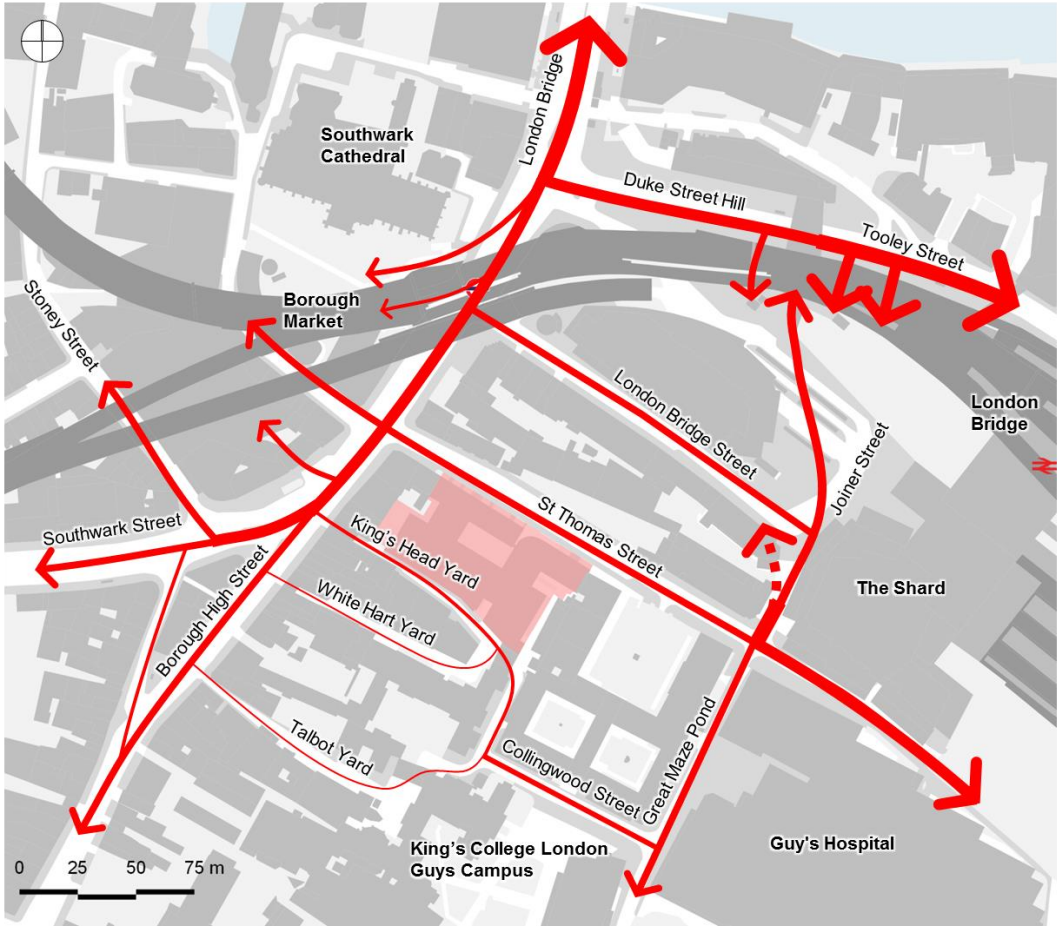 London Bridge
Southwark
Cathedral
Duke Street Hill
Tooley Street
Stoney Street
Borough
Market
London Bridge Street
London
Bridge
Joiner Street
Southwark Street
King's Head Yard
St Thomas Street
The Shard
White Hart Yard
Borough High Street
Talbot Yard
Collingwood Street
Great Maze Pond
King's College London
Guys Campus
Guy's Hospital
0 25 50 75 m